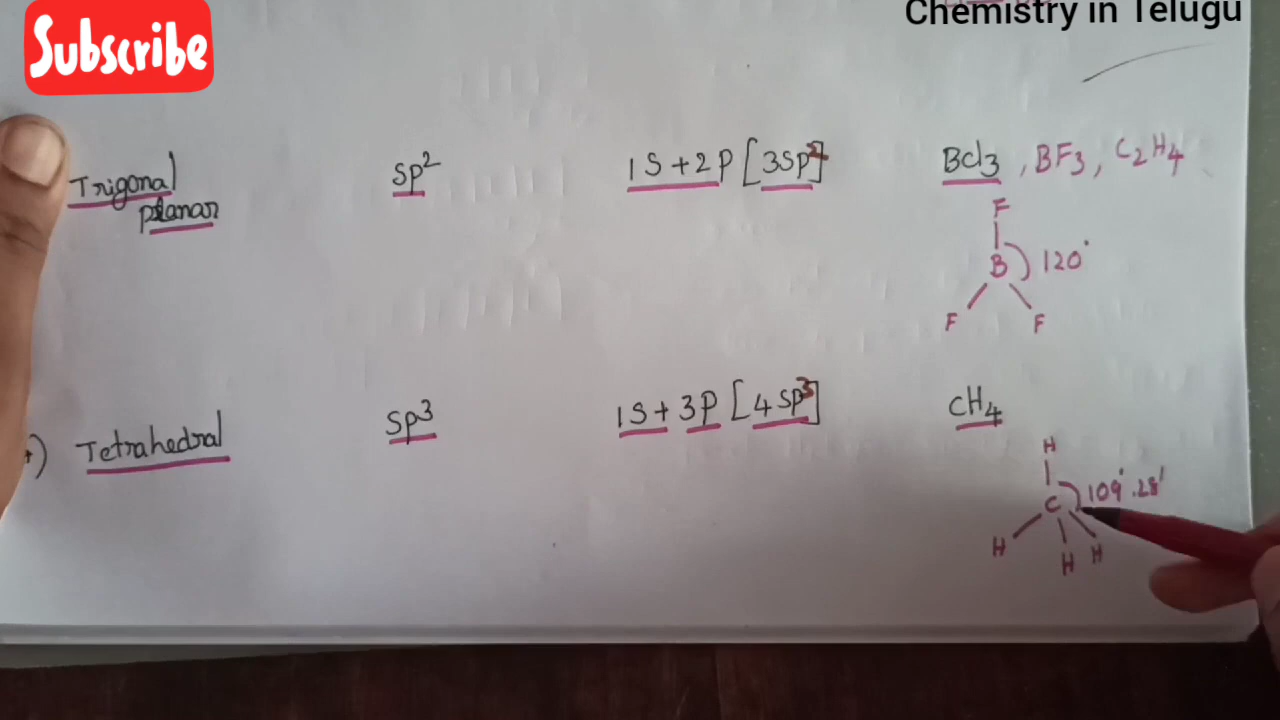 Subscribe
Chemistry in Telugu
Trigonal planar sp² 1S+2P [3sp²] Bcl₃, BF₃, C₂H₄
F
B 120°
F F
Tetrahedral sp³ 1S+3P [4sp³] CH₄
H
C 109°.28'
H H H